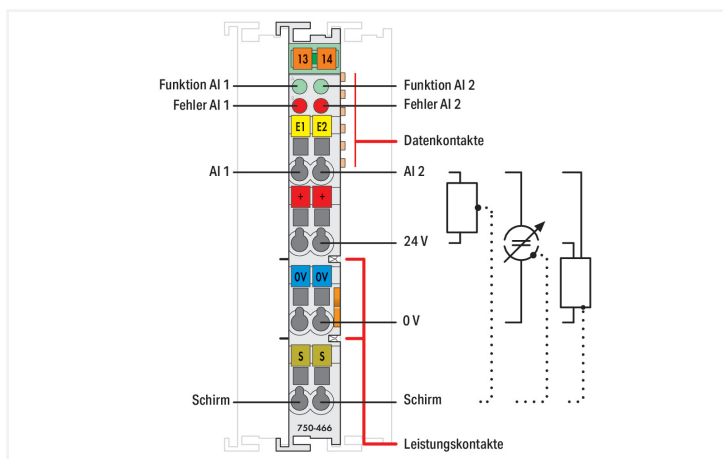 13 14
Funktion AI 1
Funktion AI 2
Fehler AI 1
Fehler AI 2
E1 E2
Datenkontakte
AI 1
AI 2
+ +
24 V
0V 0V
0 V
S S
Schirm
Schirm
750-466
Leistungskontakte